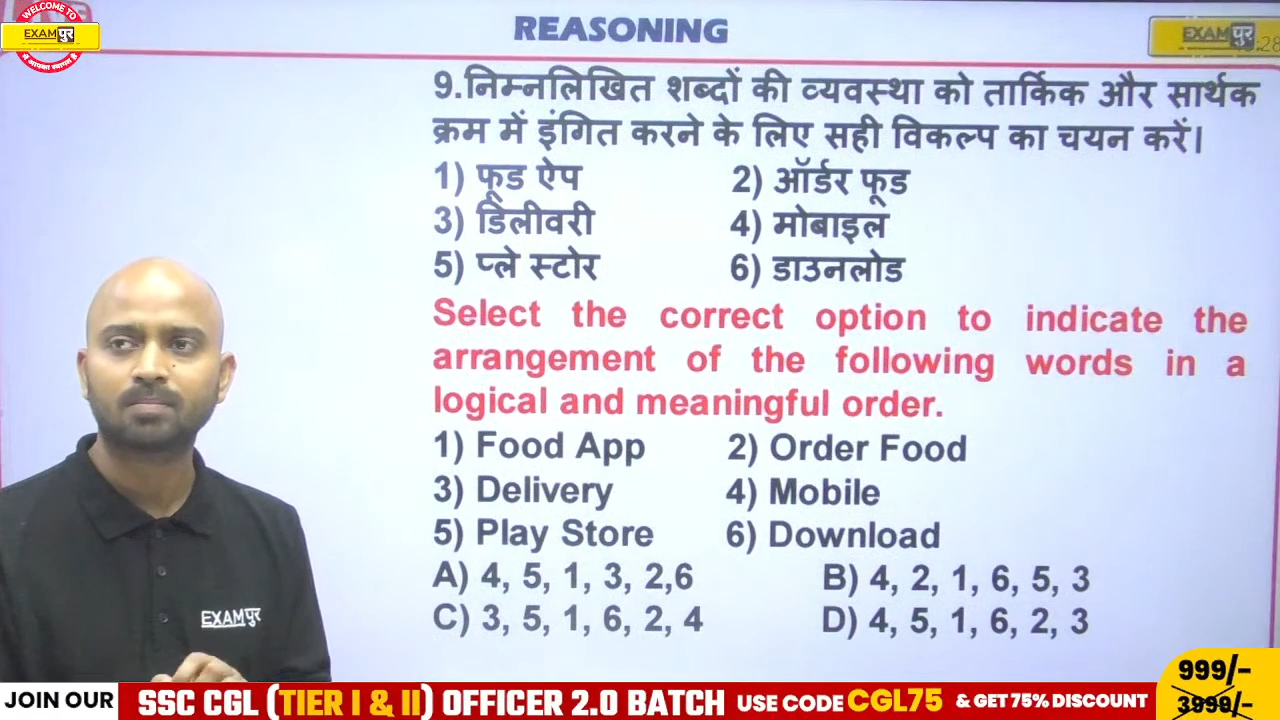 WELCOME TO
EXAMपुर
में आपका स्वागत है
REASONING
EXAMपुर
9.निम्नलिखित शब्दों की व्यवस्था को तार्किक और सार्थक
क्रम में इंगित करने के लिए सही विकल्प का चयन करें।
1) फूड ऐप 2) ऑर्डर फूड
3) डिलीवरी 4) मोबाइल
5) प्ले स्टोर 6) डाउनलोड
Select the correct option to indicate the
arrangement of the following words in a
logical and meaningful order.
1) Food App 2) Order Food
3) Delivery 4) Mobile
5) Play Store 6) Download
A) 4, 5, 1, 3, 2,6 B) 4, 2, 1, 6, 5, 3
C) 3, 5, 1, 6, 2, 4 D) 4, 5, 1, 6, 2, 3
EXAMपुर
JOIN OUR SSC CGL (TIER I & II) OFFICER 2.0 BATCH USE CODE CGL75 & GET 75% DISCOUNT
999/-
3999/-